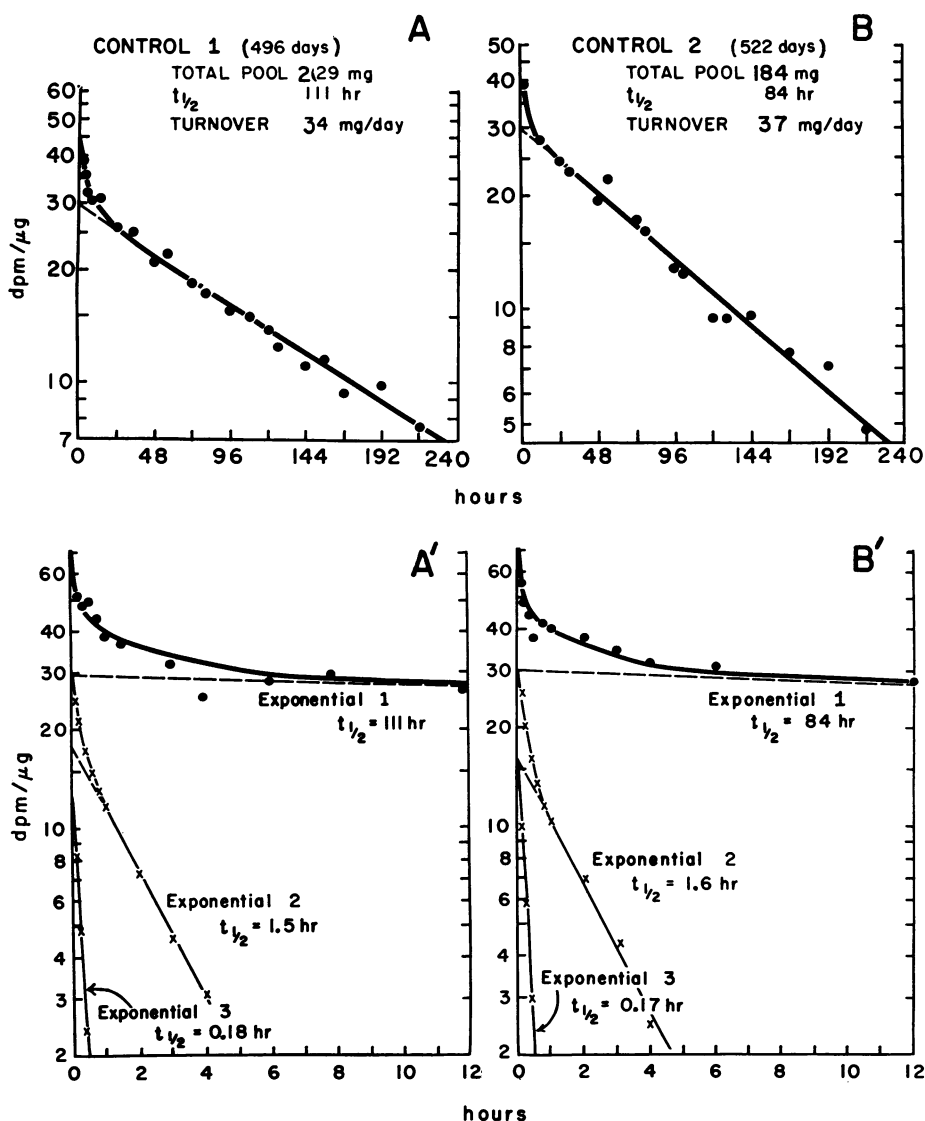 A
CONTROL 1 (496 days)
TOTAL POOL 229 mg
t1/2 111 hr
TURNOVER 34 mg/day
60
50
40
30
20
10
7
dpm/μg
0 48 96 144 192 240
B
CONTROL 2 (522 days)
TOTAL POOL 184 mg
t1/2 84 hr
TURNOVER 37 mg/day
50
40
30
20
10
8
6
5
0 48 96 144 192 240
hours
A'
60
40
30
20
10
8
6
4
3
2
dpm/μg
Exponential 1
t1/2 = 111 hr
Exponential 2
t1/2 = 1.5 hr
Exponential 3
t1/2 = 0.18 hr
0 2 4 6 8 10 12
B'
60
40
30
20
10
8
6
4
3
2
Exponential 1
t1/2 = 84 hr
Exponential 2
t1/2 = 1.6 hr
Exponential 3
t1/2 = 0.17 hr
0 2 4 6 8 10 12
hours